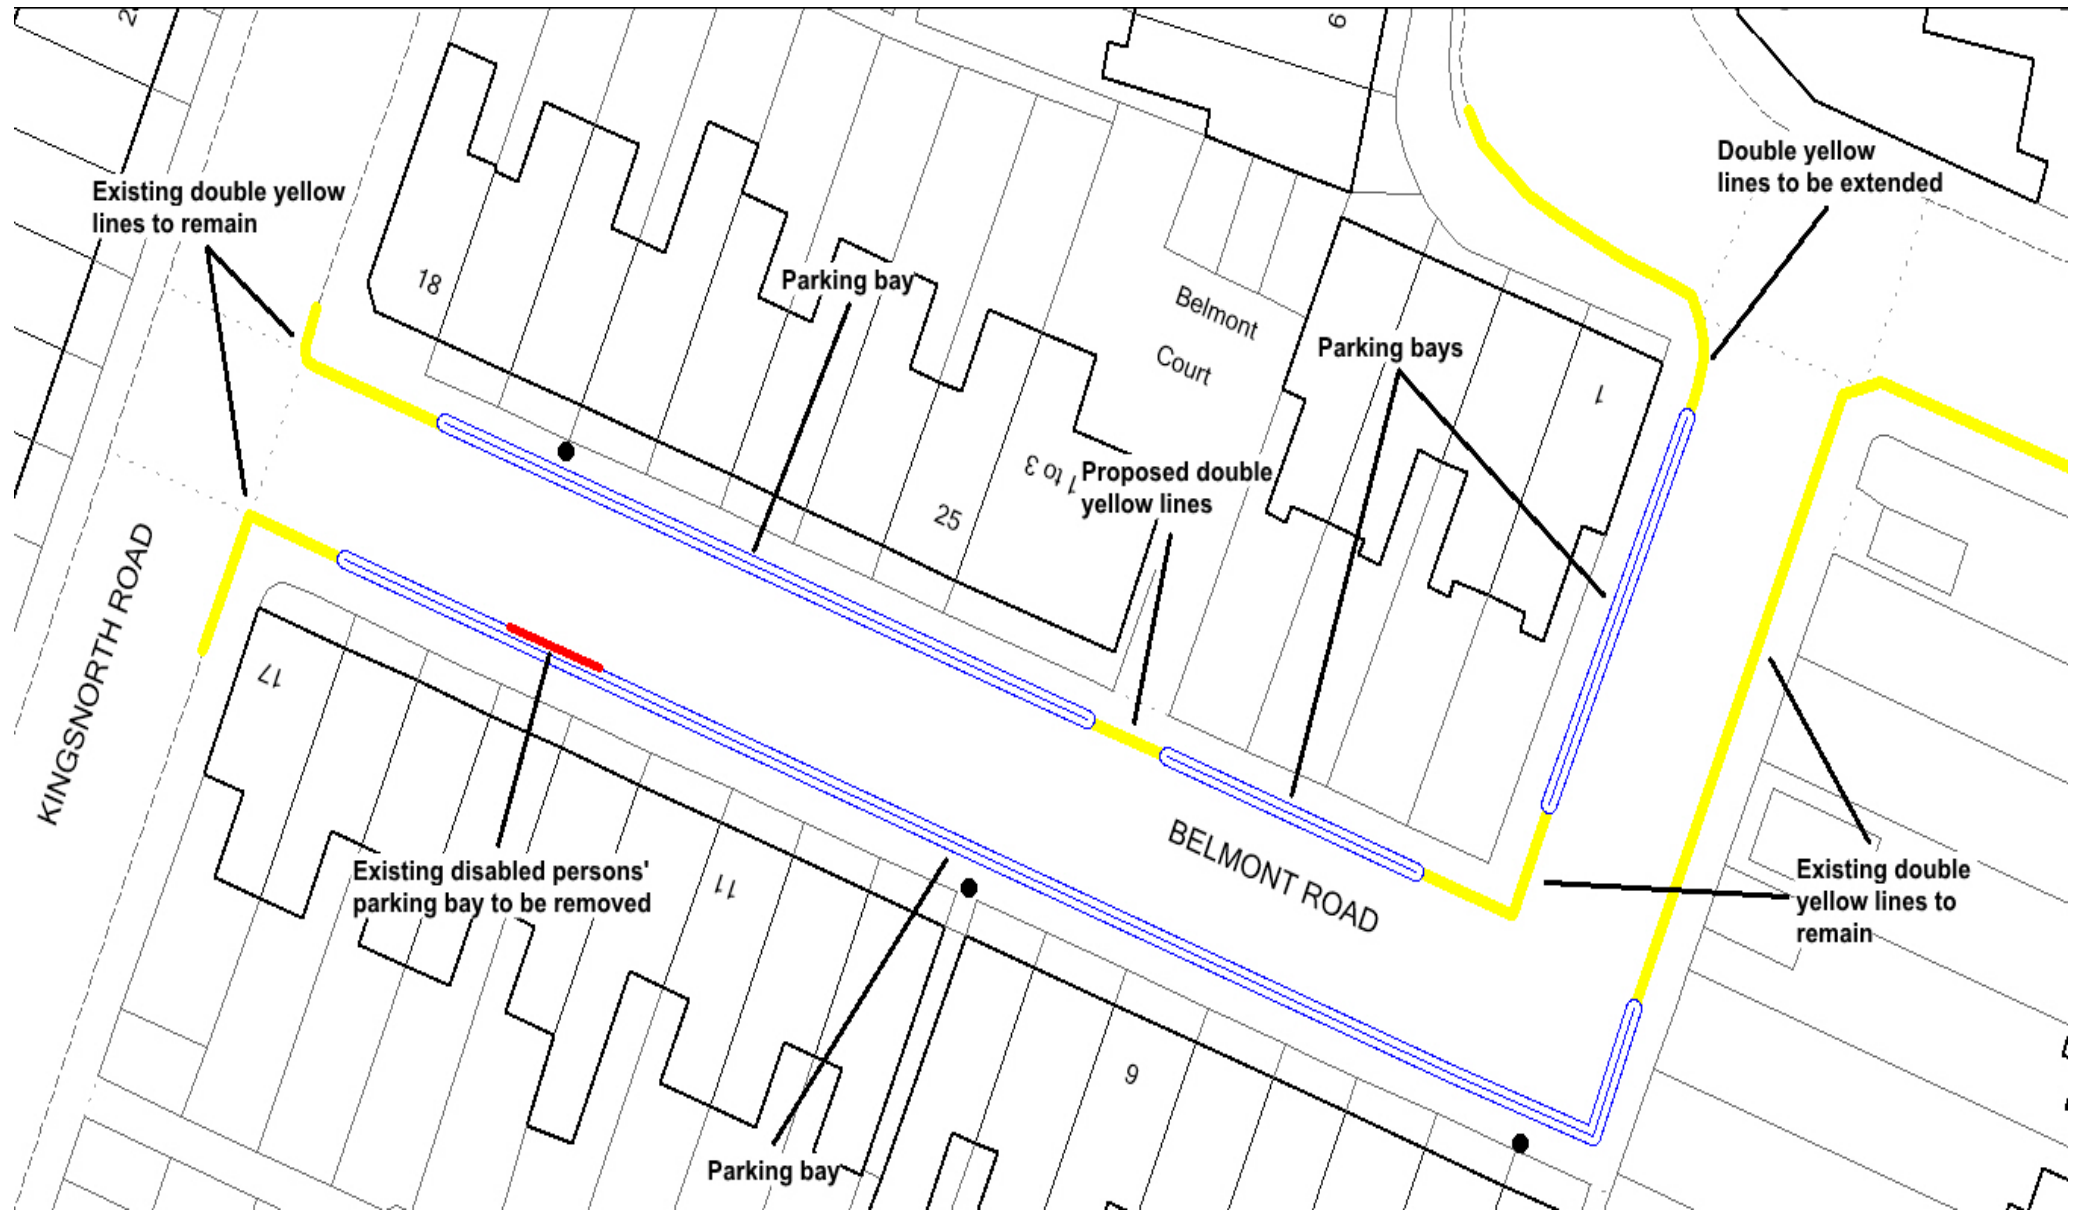 6
Double yellow
lines to be extended
Existing double yellow
lines to remain
18
Parking bay
Belmont
Court
Parking bays
1
1 to 3
Proposed double
yellow lines
25
KINGSNORTH ROAD
17
BELMONT ROAD
Existing disabled persons'
parking bay to be removed
11
Existing double
yellow lines to
remain
9
Parking bay